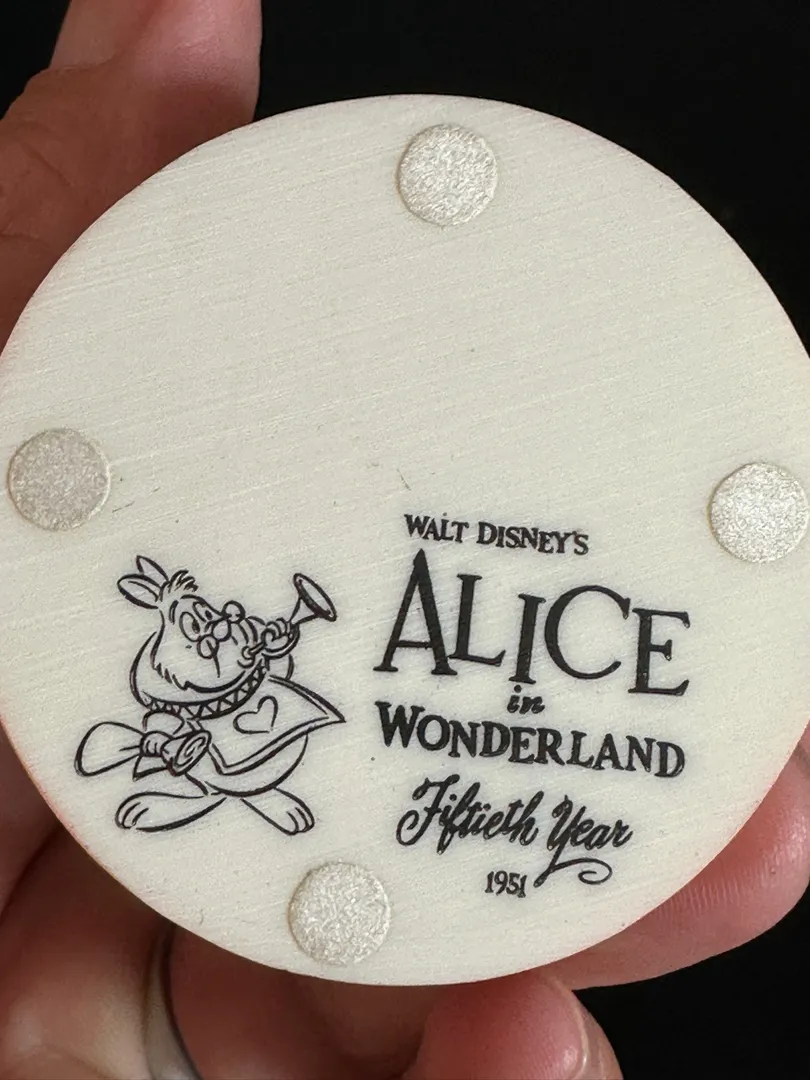 WALT DISNEY'S
ALICE
in
WONDERLAND
Fiftieth Year
1951